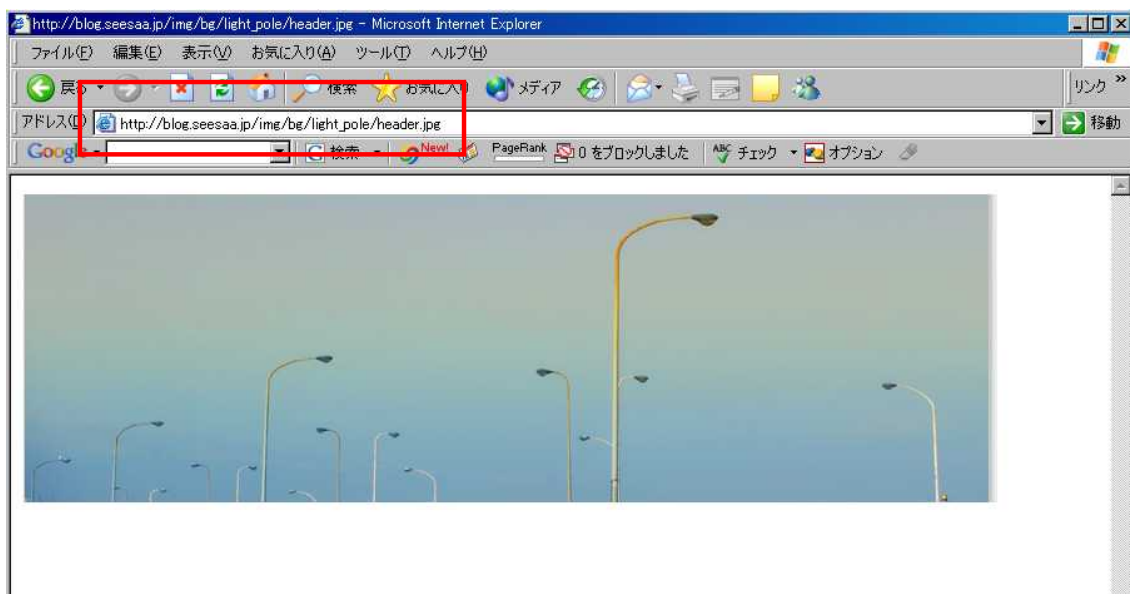 http://blog.seesaa.jp/img/bg/light_pole/header.jpg - Microsoft Internet Explorer
ファイル(F) 編集(E) 表示(V) お気に入り(A) ツール(T) ヘルプ(H)
戻る 検索 お気に入り メディア リンク »
アドレス(D) http://blog.seesaa.jp/img/bg/light_pole/header.jpg 移動
Google 検索 New! PageRank 0 をブロックしました ABC チェック オプション